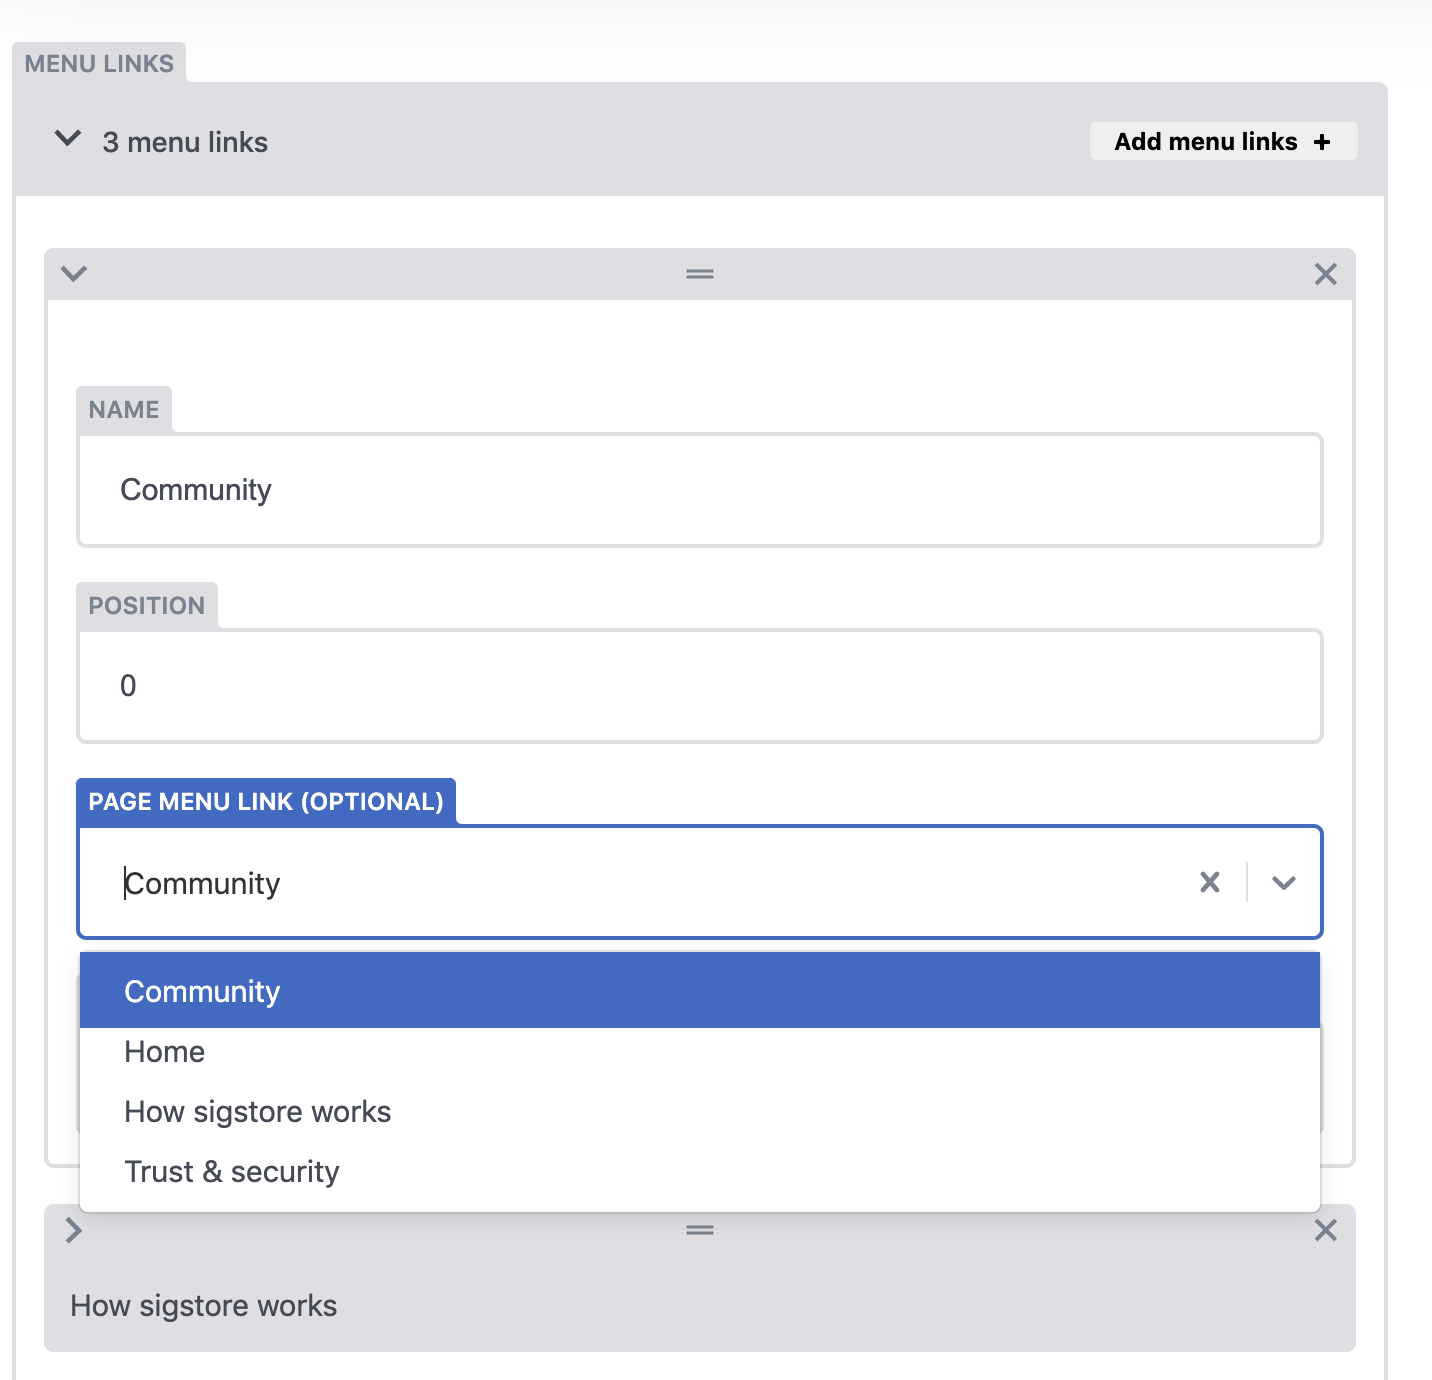 MENU LINKS
3 menu links
Add menu links +
NAME
Community
POSITION
0
PAGE MENU LINK (OPTIONAL)
Community
Community
Home
How sigstore works
Trust & security
How sigstore works